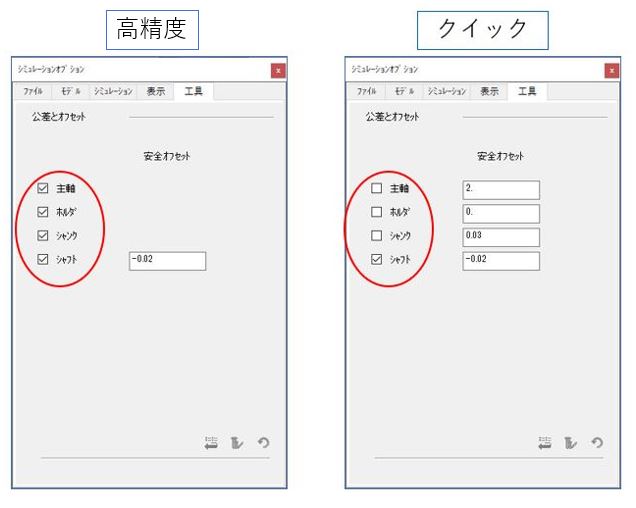 高精度
シミュレーションオプション
x
ファイル モデル シミュレーション 表示 工具
公差とオフセット
安全オフセット
主軸
ホルダ
シャンク
シャフト -0.02
クイック
シミュレーションオプション
x
ファイル モデル シミュレーション 表示 工具
公差とオフセット
安全オフセット
主軸 2.
ホルダ 0.
シャンク 0.03
シャフト -0.02